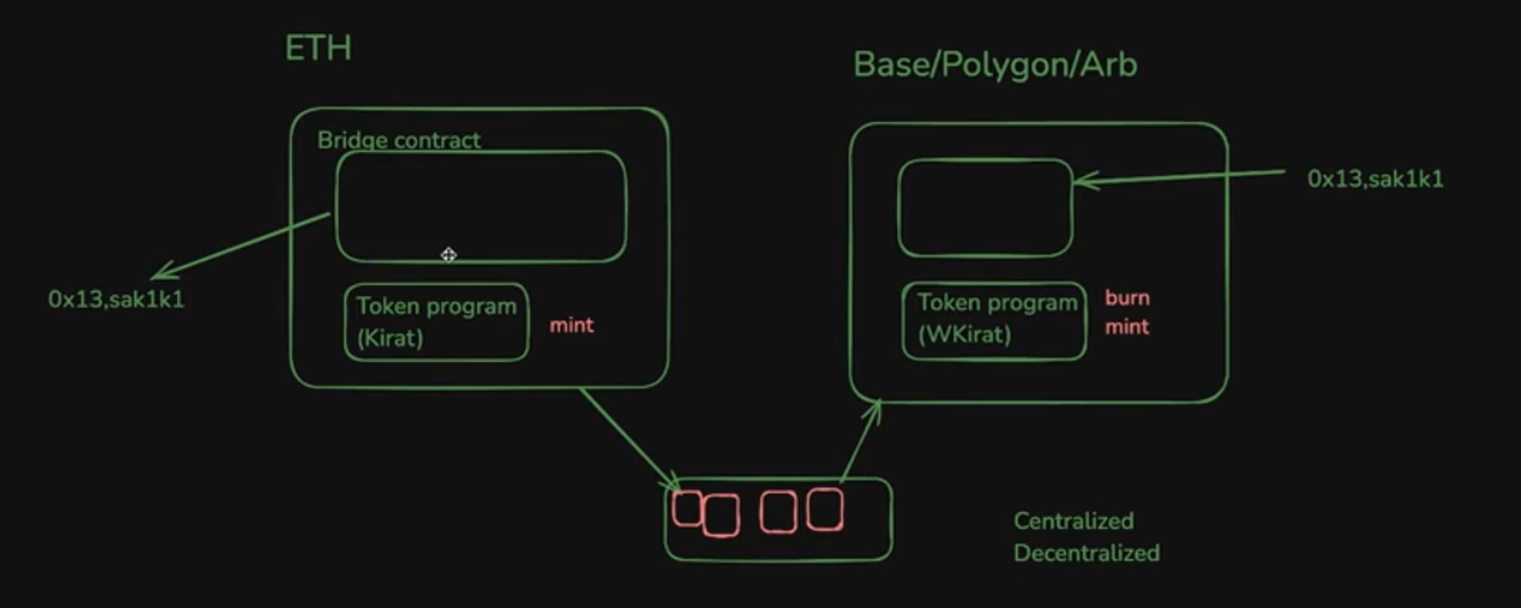 ETH
Base/Polygon/Arb
Bridge contract
0x13,sak1k1
0x13,sak1k1
Token program
(Kirat)
mint
Token program
(WKirat)
burn
mint
Centralized
Decentralized